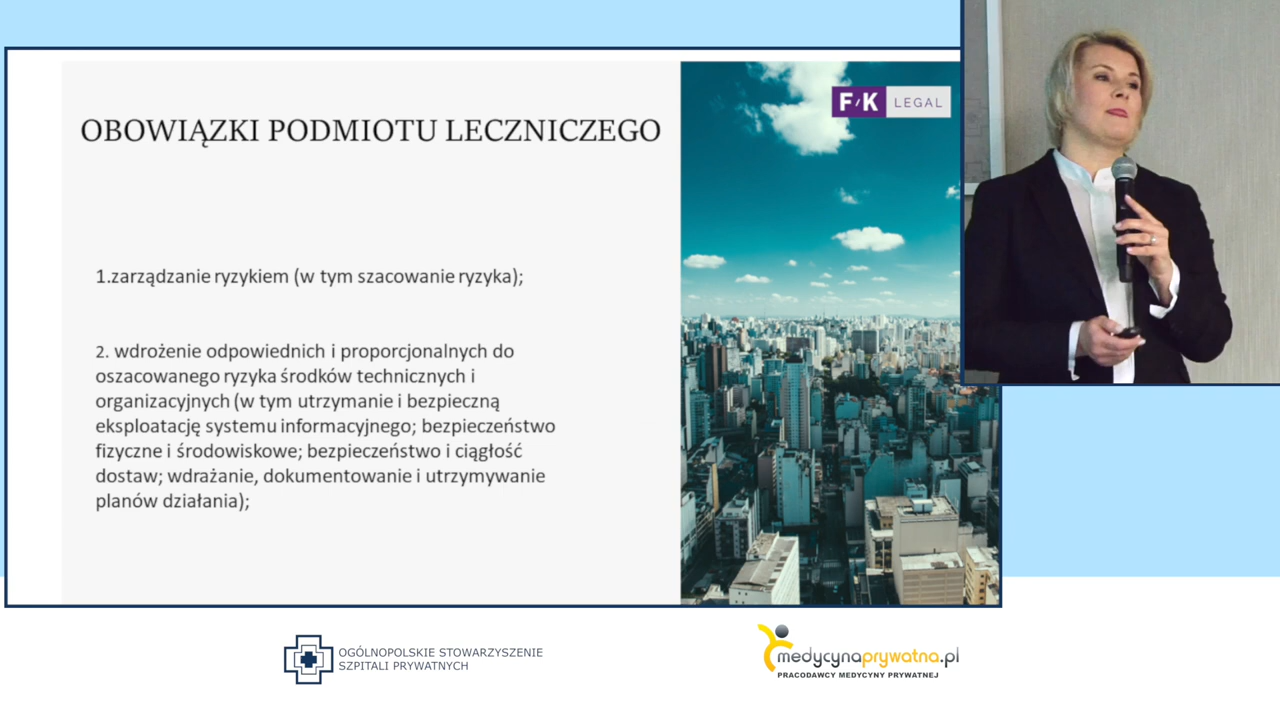 OBOWIĄZKI PODMIOTU LECZNICZEGO
F/K LEGAL
1.zarządzanie ryzykiem (w tym szacowanie ryzyka);
2. wdrożenie odpowiednich i proporcjonalnych do
oszacowanego ryzyka środków technicznych i
organizacyjnych (w tym utrzymanie i bezpieczną
eksploatację systemu informacyjnego; bezpieczeństwo
fizyczne i środowiskowe; bezpieczeństwo i ciągłość
dostaw; wdrażanie, dokumentowanie i utrzymywanie
planów działania);
OGÓLNOPOLSKIE STOWARZYSZENIE
SZPITALI PRYWATNYCH
medycynaprywatna.pl
PRACODAWCY MEDYCYNY PRYWATNEJ